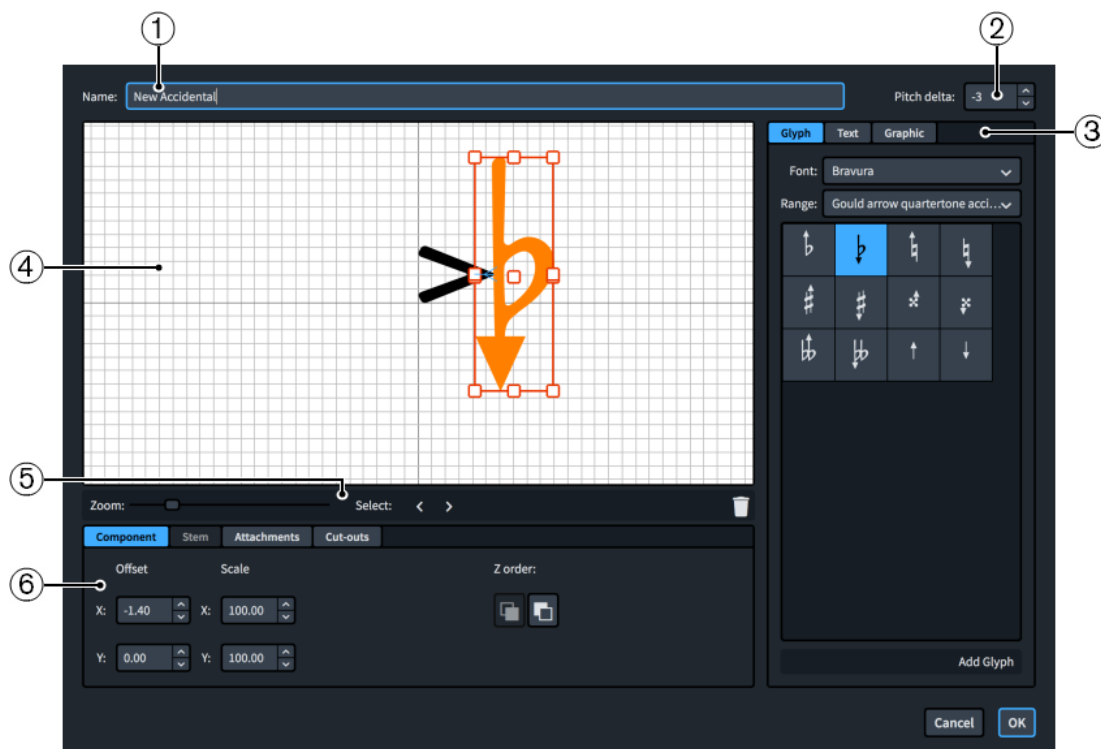 ① ②
Name: New Accidental Pitch delta: -3
Glyph Text Graphic ③
Font: Bravura
Range: Gould arrow quartertone acci...
④
⑤
Zoom: Select: < >
Component Stem Attachments Cut-outs
Offset Scale Z order:
⑥
X: -1.40 X: 100.00
Y: 0.00 Y: 100.00
Add Glyph
Cancel OK